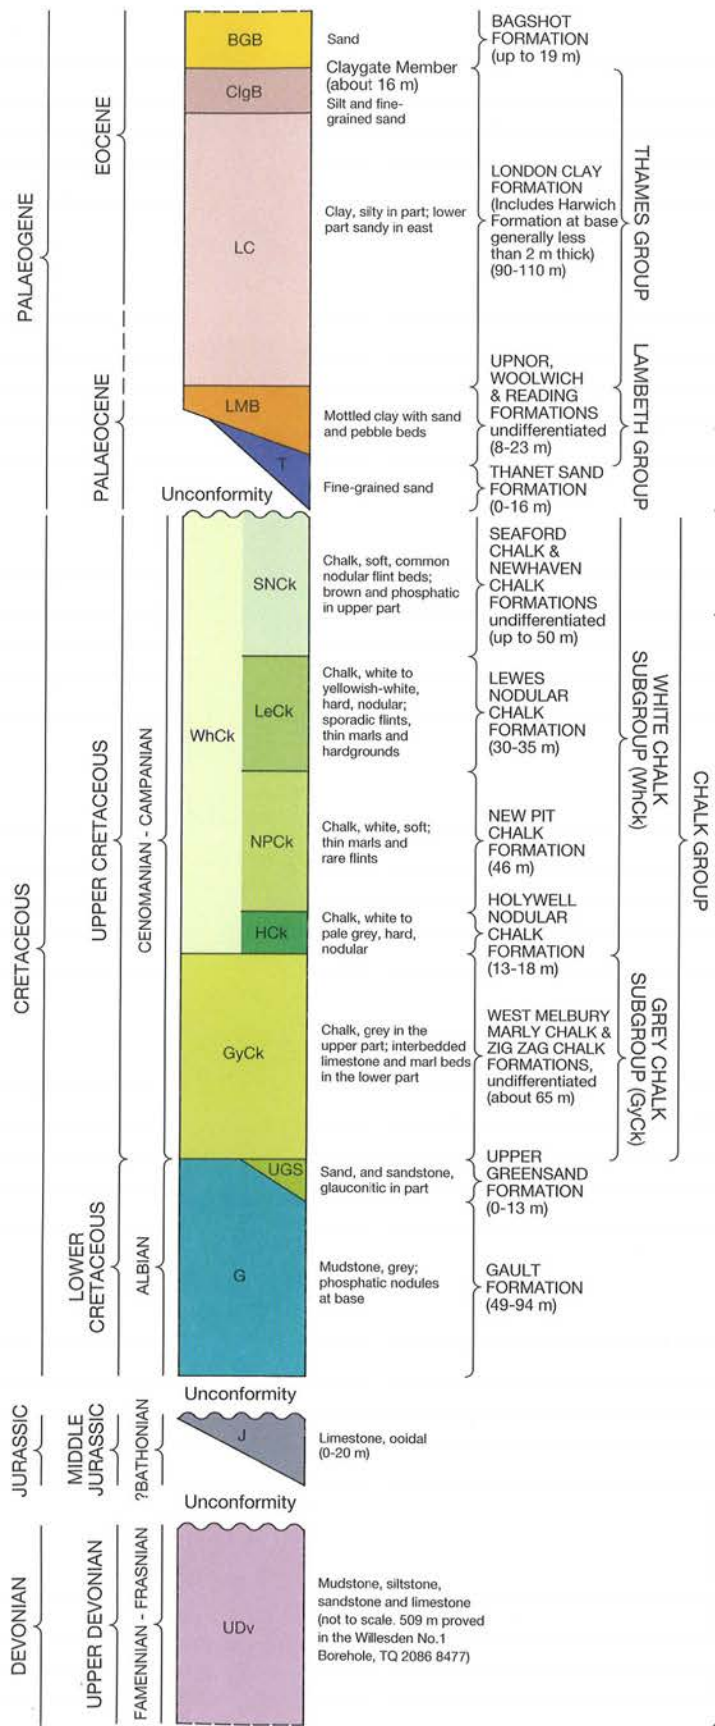 BGB
Sand
BAGSHOT
FORMATION
(up to 19 m)
ClgB
Claygate Member
(about 16 m)
Silt and fine-
grained sand
EOCENE
PALAEOGENE
LC
Clay, silty in part; lower
part sandy in east
LONDON CLAY
FORMATION
(Includes Harwich
Formation at base
generally less
than 2 m thick)
(90-110 m)
THAMES GROUP
PALAEOCENE
LMB
Mottled clay with sand
and pebble beds
UPNOR,
WOOLWICH
& READING
FORMATIONS
undifferentiated
(8-23 m)
LAMBETH GROUP
T
Fine-grained sand
THANET SAND
FORMATION
(0-16 m)
Unconformity
SNCk
Chalk, soft, common
nodular flint beds;
brown and phosphatic
in upper part
SEAFORD
CHALK &
NEWHAVEN
CHALK
FORMATIONS
undifferentiated
(up to 50 m)
WhCk
LeCk
Chalk, white to
yellowish-white,
hard, nodular;
sporadic flints,
thin marls and
hardgrounds
LEWES
NODULAR
CHALK
FORMATION
(30-35 m)
WHITE CHALK
SUBGROUP (WhCk)
CHALK GROUP
CRETACEOUS
UPPER CRETACEOUS
CENOMANIAN - CAMPANIAN
NPCk
Chalk, white, soft;
thin marls and
rare flints
NEW PIT
CHALK
FORMATION
(46 m)
HCk
Chalk, white to
pale grey, hard,
nodular
HOLYWELL
NODULAR
CHALK
FORMATION
(13-18 m)
GyCk
Chalk, grey in the
upper part; interbedded
limestone and marl beds
in the lower part
WEST MELBURY
MARLY CHALK &
ZIG ZAG CHALK
FORMATIONS,
undifferentiated
(about 65 m)
GREY CHALK
SUBGROUP (GyCk)
UGS
Sand, and sandstone,
glauconitic in part
UPPER
GREENSAND
FORMATION
(0-13 m)
LOWER
CRETACEOUS
ALBIAN
G
Mudstone, grey;
phosphatic nodules
at base
GAULT
FORMATION
(49-94 m)
Unconformity
JURASSIC
MIDDLE
JURASSIC
?BATHONIAN
J
Limestone, ooidal
(0-20 m)
Unconformity
DEVONIAN
UPPER DEVONIAN
FAMENNIAN - FRASNIAN
UDv
Mudstone, siltstone,
sandstone and limestone
(not to scale. 509 m proved
in the Willesden No.1
Borehole, TQ 2086 8477)